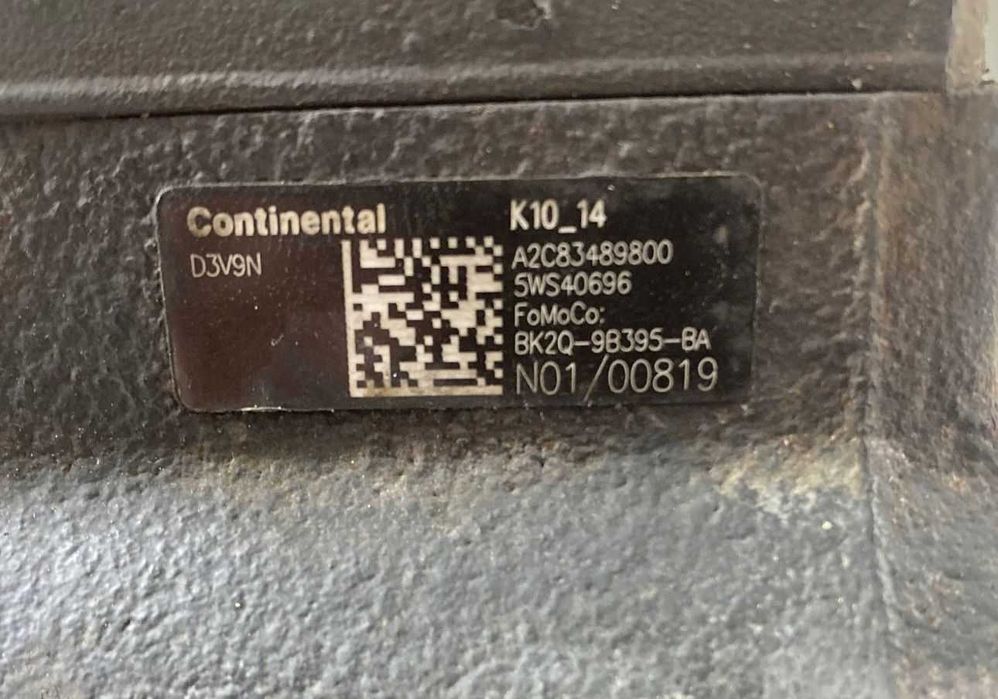 Continental
D3V9N
K10_14
A2C83489800
5WS40696
FoMoCo:
BK2Q-9B395-BA
N01/00819